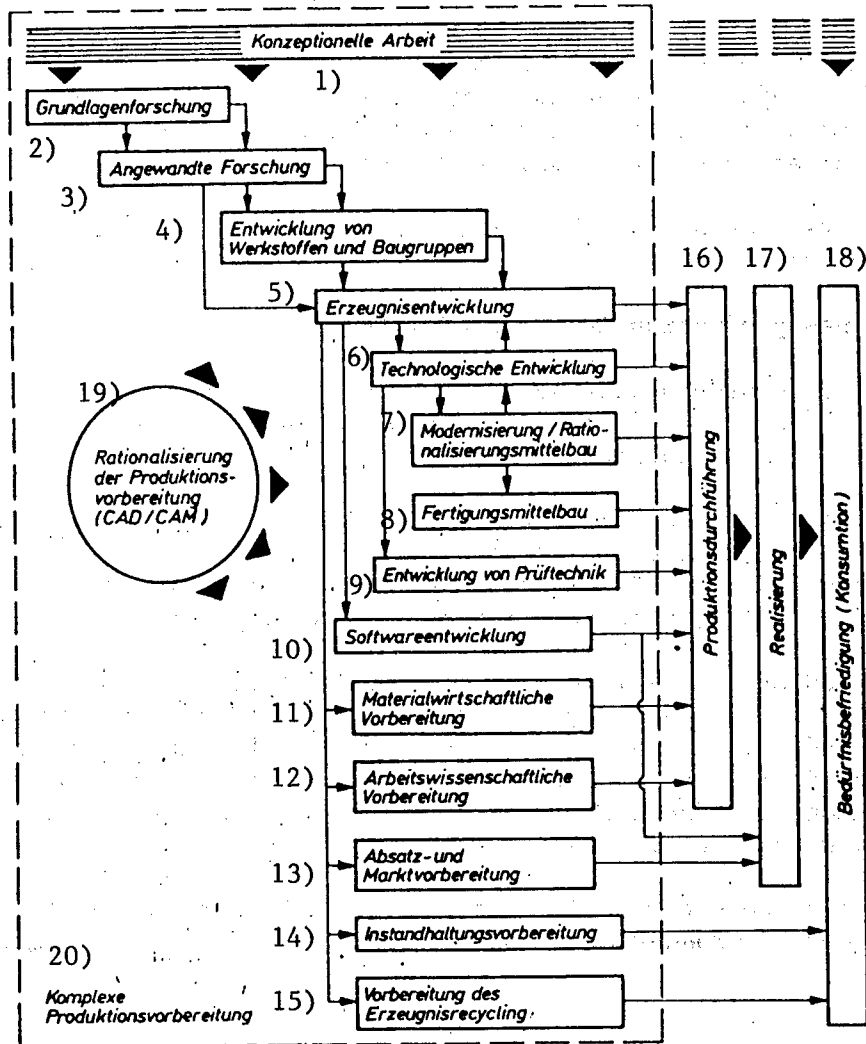 Konzeptionelle Arbeit
1)
Grundlagenforschung
2)
Angewandte Forschung
3)
4)
Entwicklung von
Werkstoffen und Baugruppen
16) 17) 18)
5)
Erzeugnisentwicklung
6)
Technologische Entwicklung
19)
7)
Modernisierung / Ratio-
nalisierungsmittelbau
Rationalisierung
der Produktions-
vorbereitung
(CAD/CAM)
8)
Fertigungsmittelbau
9)
Entwicklung von Prüftechnik
10)
Softwareentwicklung
11)
Materialwirtschaftliche
Vorbereitung
12)
Arbeitswissenschaftliche
Vorbereitung
13)
Absatz- und
Marktvorbereitung
14)
Instandhaltungsvorbereitung
15)
Vorbereitung des
Erzeugnisrecycling
20)
Komplexe
Produktionsvorbereitung
Produktionsdurchführung
Realisierung
Bedürfnisbefriedigung (Konsumtion)